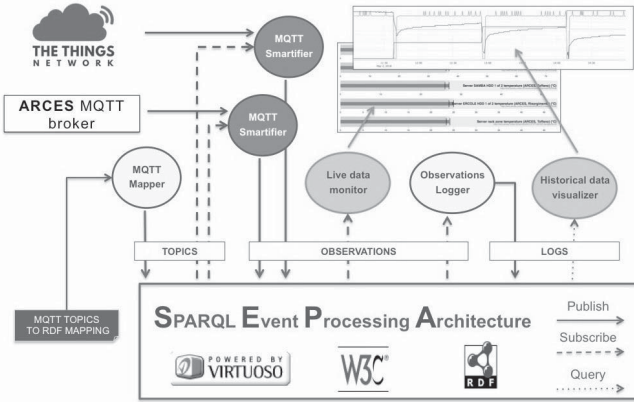 THE THINGS
NETWORK
MQTT
Smartifier
ARCES MQTT
broker
MQTT
Smartifier
MQTT
Mapper
Live data
monitor
Observations
Logger
Historical data
visualizer
TOPICS
OBSERVATIONS
LOGS
MQTT TOPICS
TO RDF MAPPING
SPARQL Event Processing Architecture
POWERED BY
VIRTUOSO
W3C®
RDF
Publish
Subscribe
Query